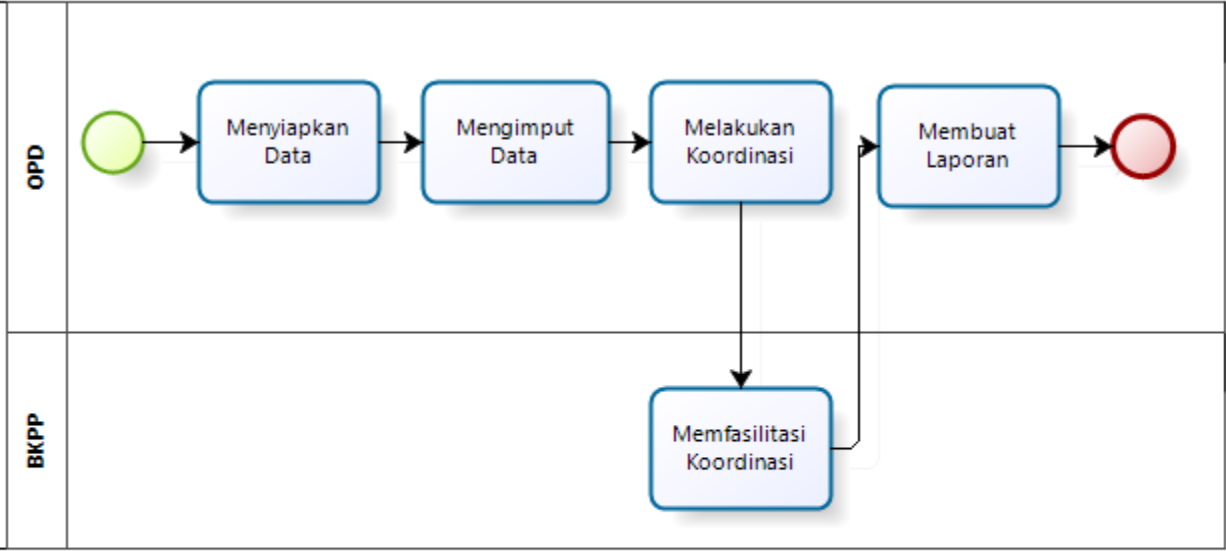 OPD
Menyiapkan
Data
Mengimput
Data
Melakukan
Koordinasi
Membuat
Laporan
BKPP
Memfasilitasi
Koordinasi